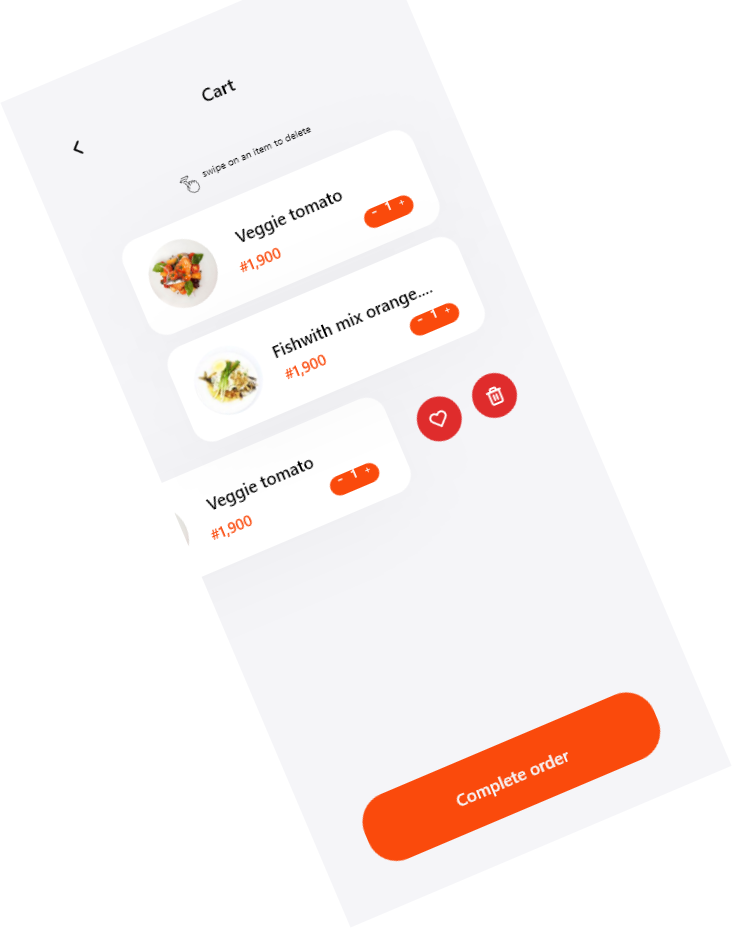 Cart
swipe on an item to delete
Veggie tomato
#1,900
- 1 +
Fishwith mix orange....
#1,900
- 1 +
Veggie tomato
#1,900
- 1 +
Complete order